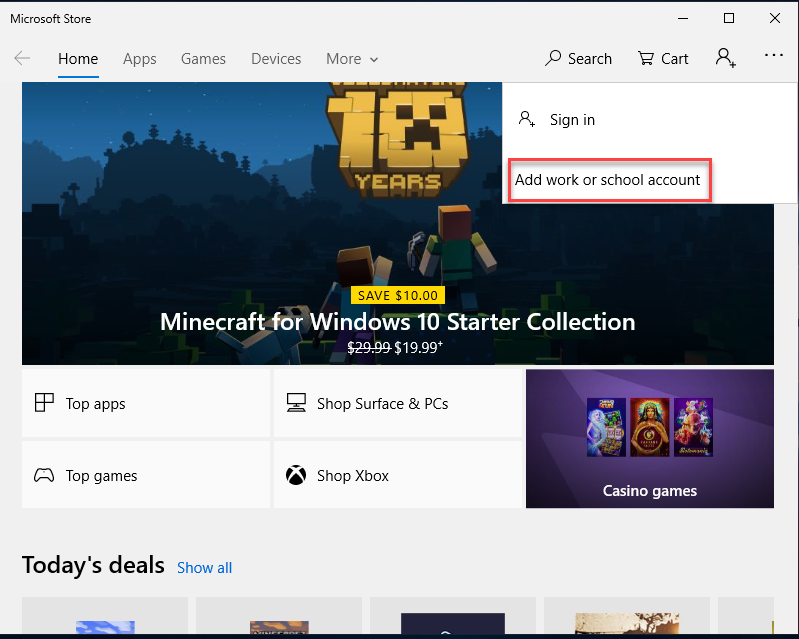 Microsoft Store
Home Apps Games Devices More Search Cart
Sign in
Add work or school account
10
YEARS
SAVE $10.00
Minecraft for Windows 10 Starter Collection
$29.99 $19.99+
Top apps
Shop Surface & PCs
Top games
Shop Xbox
Casino games
Today's deals Show all